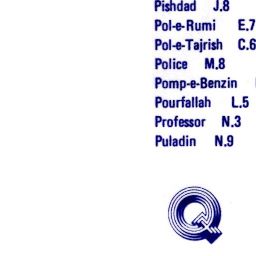 Pishdad J.8
Pol-e-Rumi E.7
Pol-e-Tajrish C.6
Police M.8
Pomp-e-Benzin
Pourfallah L.5
Professor N.3
Puladin N.9
Q